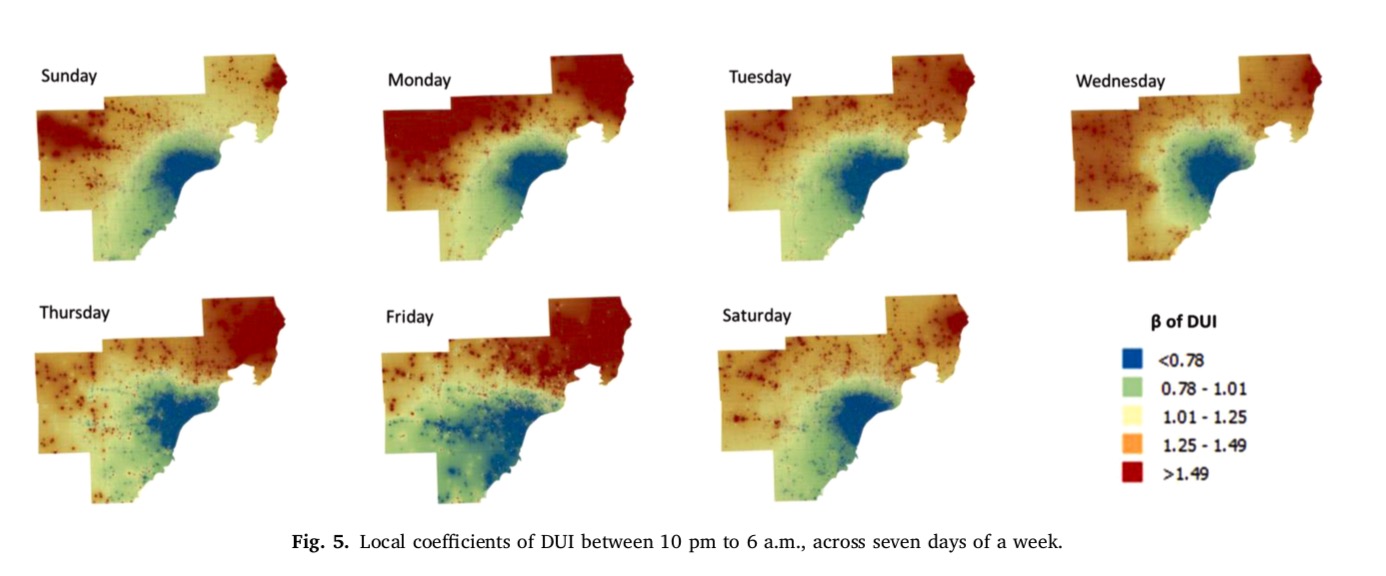 Sunday
Monday
Tuesday
Wednesday
Thursday
Friday
Saturday
β of DUI
<0.78
0.78 - 1.01
1.01 - 1.25
1.25 - 1.49
>1.49
Fig. 5. Local coefficients of DUI between 10 pm to 6 a.m., across seven days of a week.